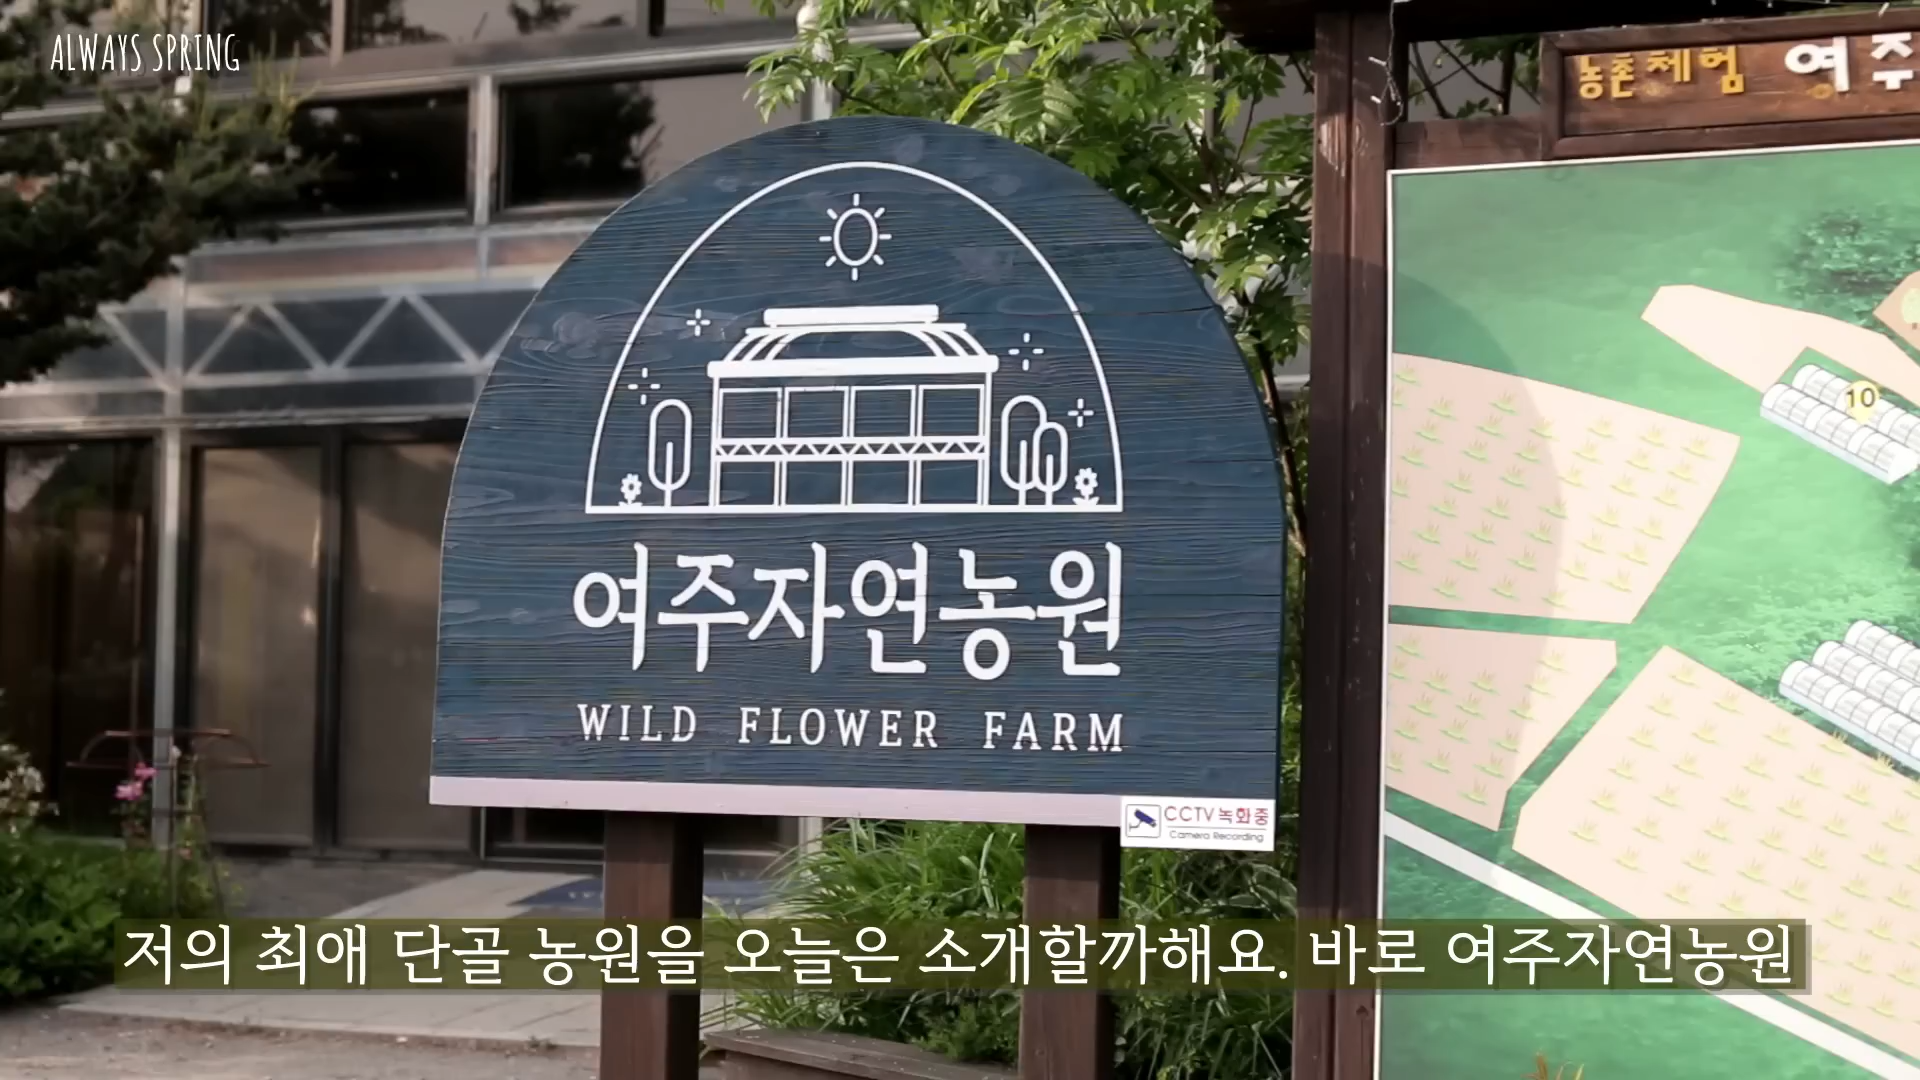 ALWAYS SPRING
농촌체험 여주
10
여주자연농원
WILD FLOWER FARM
CCTV 녹화중
Camera Recording
저의 최애 단골 농원을 오늘은 소개할까해요. 바로 여주자연농원